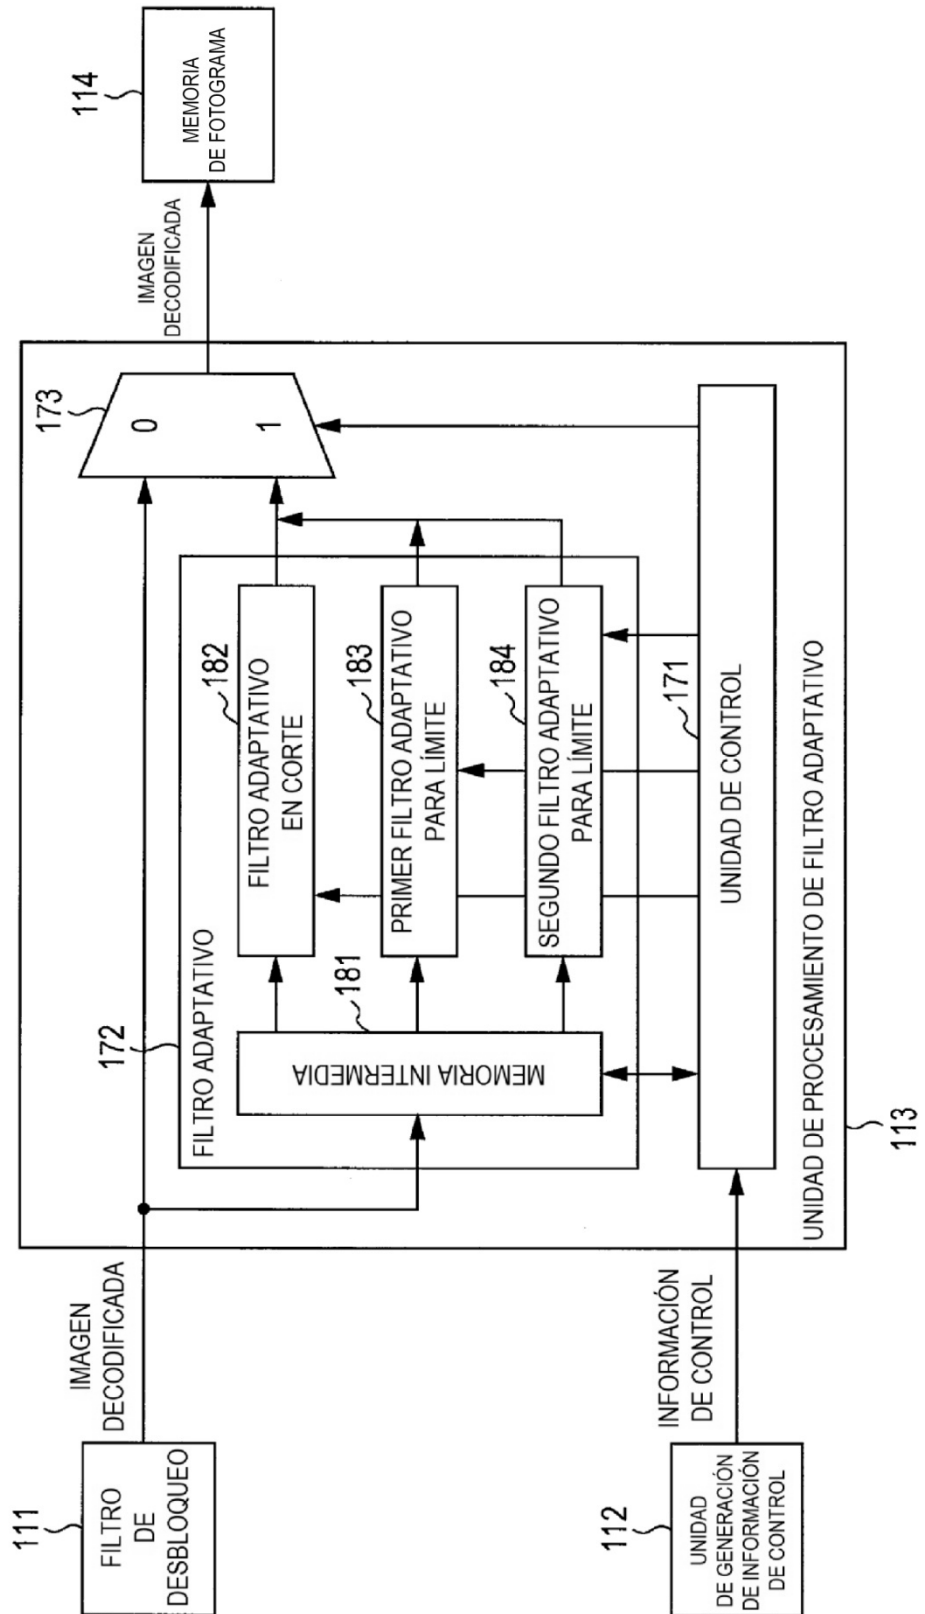 111
FILTRO
DE
DESBLOQUEO
IMAGEN
DECODIFICADA
112
UNIDAD
DE GENERACIÓN
DE INFORMACIÓN
DE CONTROL
INFORMACIÓN
DE CONTROL
172
FILTRO ADAPTATIVO
181
MEMORIA INTERMEDIA
182
FILTRO ADAPTATIVO
EN CORTE
183
PRIMER FILTRO ADAPTATIVO
PARA LÍMITE
184
SEGUNDO FILTRO ADAPTATIVO
PARA LÍMITE
171
UNIDAD DE CONTROL
UNIDAD DE PROCESAMIENTO DE FILTRO ADAPTATIVO
113
173
0
1
IMAGEN
DECODIFICADA
114
MEMORIA
DE FOTOGRAMA